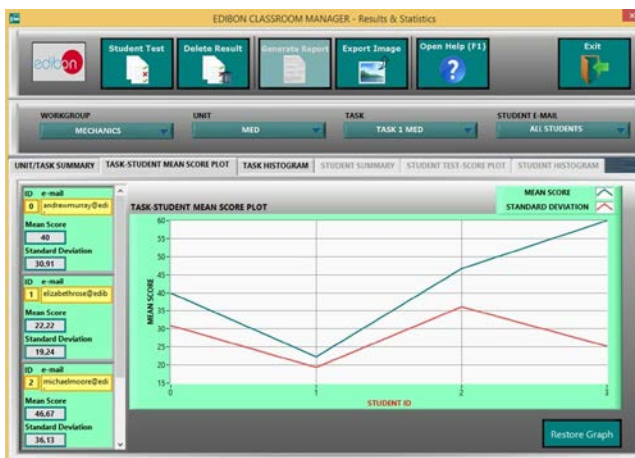 EDIBON CLASSROOM MANAGER - Results & Statistics
edibon
Student Test
Delete Result
Generate Report
Export Image
Open Help (F1)
?
Exit
WORKGROUP
UNIT
TASK
STUDENT E-MAIL
MECHANICS
MED
TASK 1 MED
ALL STUDENTS
UNIT/TASK SUMMARY
TASK-STUDENT MEAN SCORE PLOT
TASK HISTOGRAM
STUDENT SUMMARY
STUDENT TEST-SCORE PLOT
STUDENT HISTOGRAM
ID e-mail
0 andrewmurray@edi
Mean Score
40
Standard Deviation
30,91
ID e-mail
1 elizabethrose@edib
Mean Score
22,22
Standard Deviation
19,24
ID e-mail
2 michaelmoore@edi
Mean Score
46,67
Standard Deviation
36,13
TASK-STUDENT MEAN SCORE PLOT
MEAN SCORE
STANDARD DEVIATION
60
55
50
45
40
35
30
25
20
15
MEAN SCORE
0
1
2
3
STUDENT ID
Restore Graph